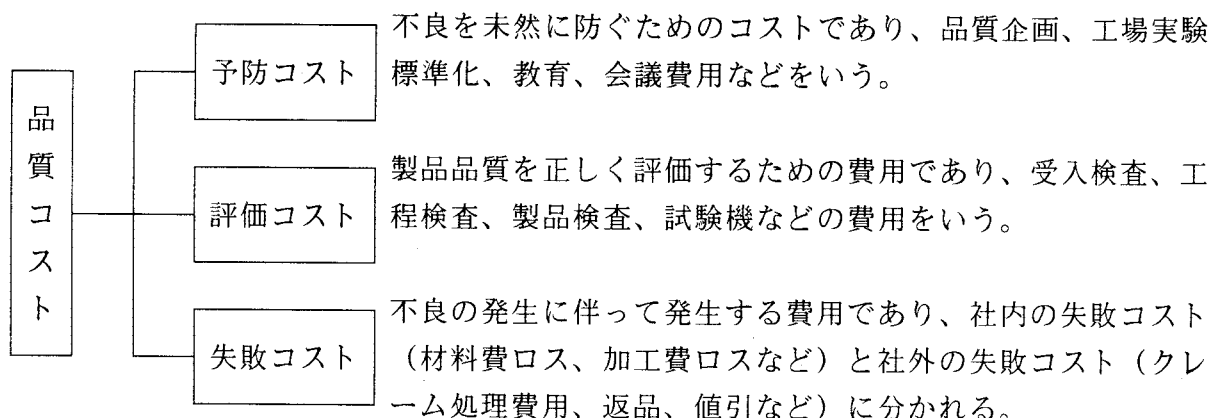 品質コスト
予防コスト
不良を未然に防ぐためのコストであり、品質企画、工場実験
標準化、教育、会議費用などをいう。
評価コスト
製品品質を正しく評価するための費用であり、受入検査、工
程検査、製品検査、試験機などの費用をいう。
失敗コスト
不良の発生に伴って発生する費用であり、社内の失敗コスト
（材料費ロス、加工費ロスなど）と社外の失敗コスト（クレ
ーム処理費用、返品、値引など）に分かれる。